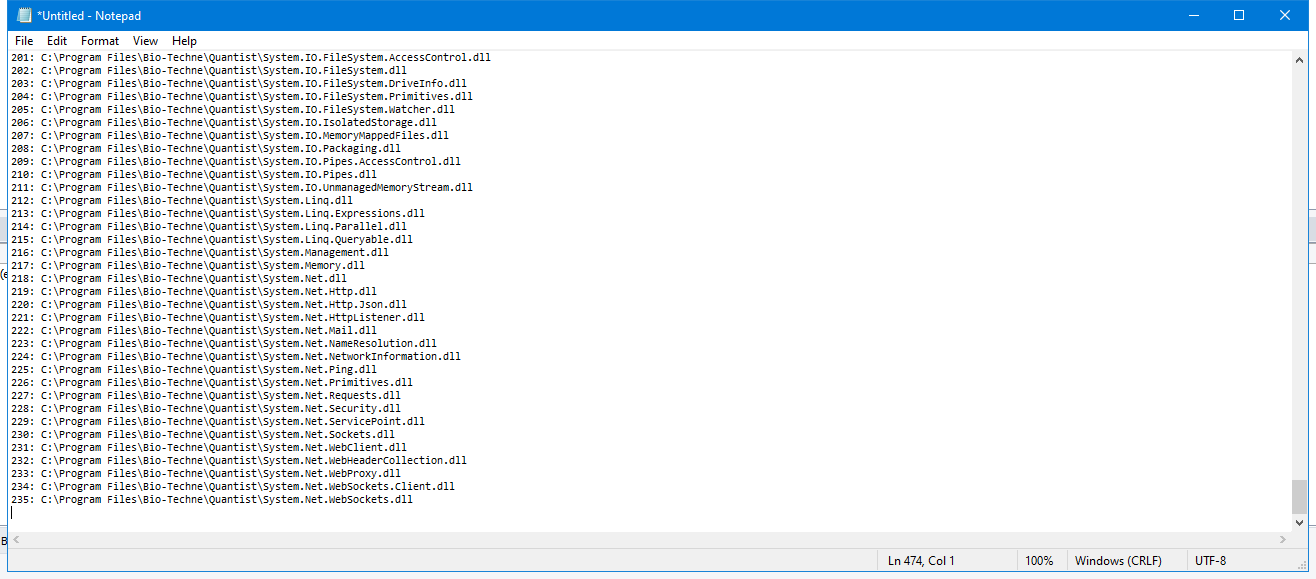 *Untitled - Notepad
File Edit Format View Help
201: C:\Program Files\Bio-Techne\Quantist\System.IO.FileSystem.AccessControl.dll
202: C:\Program Files\Bio-Techne\Quantist\System.IO.FileSystem.dll
203: C:\Program Files\Bio-Techne\Quantist\System.IO.FileSystem.DriveInfo.dll
204: C:\Program Files\Bio-Techne\Quantist\System.IO.FileSystem.Primitives.dll
205: C:\Program Files\Bio-Techne\Quantist\System.IO.FileSystem.Watcher.dll
206: C:\Program Files\Bio-Techne\Quantist\System.IO.IsolatedStorage.dll
207: C:\Program Files\Bio-Techne\Quantist\System.IO.MemoryMappedFiles.dll
208: C:\Program Files\Bio-Techne\Quantist\System.IO.Packaging.dll
209: C:\Program Files\Bio-Techne\Quantist\System.IO.Pipes.AccessControl.dll
210: C:\Program Files\Bio-Techne\Quantist\System.IO.Pipes.dll
211: C:\Program Files\Bio-Techne\Quantist\System.IO.UnmanagedMemoryStream.dll
212: C:\Program Files\Bio-Techne\Quantist\System.Linq.dll
213: C:\Program Files\Bio-Techne\Quantist\System.Linq.Expressions.dll
214: C:\Program Files\Bio-Techne\Quantist\System.Linq.Parallel.dll
215: C:\Program Files\Bio-Techne\Quantist\System.Linq.Queryable.dll
216: C:\Program Files\Bio-Techne\Quantist\System.Management.dll
217: C:\Program Files\Bio-Techne\Quantist\System.Memory.dll
218: C:\Program Files\Bio-Techne\Quantist\System.Net.dll
219: C:\Program Files\Bio-Techne\Quantist\System.Net.Http.dll
220: C:\Program Files\Bio-Techne\Quantist\System.Net.Http.Json.dll
221: C:\Program Files\Bio-Techne\Quantist\System.Net.HttpListener.dll
222: C:\Program Files\Bio-Techne\Quantist\System.Net.Mail.dll
223: C:\Program Files\Bio-Techne\Quantist\System.Net.NameResolution.dll
224: C:\Program Files\Bio-Techne\Quantist\System.Net.NetworkInformation.dll
225: C:\Program Files\Bio-Techne\Quantist\System.Net.Ping.dll
226: C:\Program Files\Bio-Techne\Quantist\System.Net.Primitives.dll
227: C:\Program Files\Bio-Techne\Quantist\System.Net.Requests.dll
228: C:\Program Files\Bio-Techne\Quantist\System.Net.Security.dll
229: C:\Program Files\Bio-Techne\Quantist\System.Net.ServicePoint.dll
230: C:\Program Files\Bio-Techne\Quantist\System.Net.Sockets.dll
231: C:\Program Files\Bio-Techne\Quantist\System.Net.WebClient.dll
232: C:\Program Files\Bio-Techne\Quantist\System.Net.WebHeaderCollection.dll
233: C:\Program Files\Bio-Techne\Quantist\System.Net.WebProxy.dll
234: C:\Program Files\Bio-Techne\Quantist\System.Net.WebSockets.Client.dll
235: C:\Program Files\Bio-Techne\Quantist\System.Net.WebSockets.dll
Ln 474, Col 1 100% Windows (CRLF) UTF-8